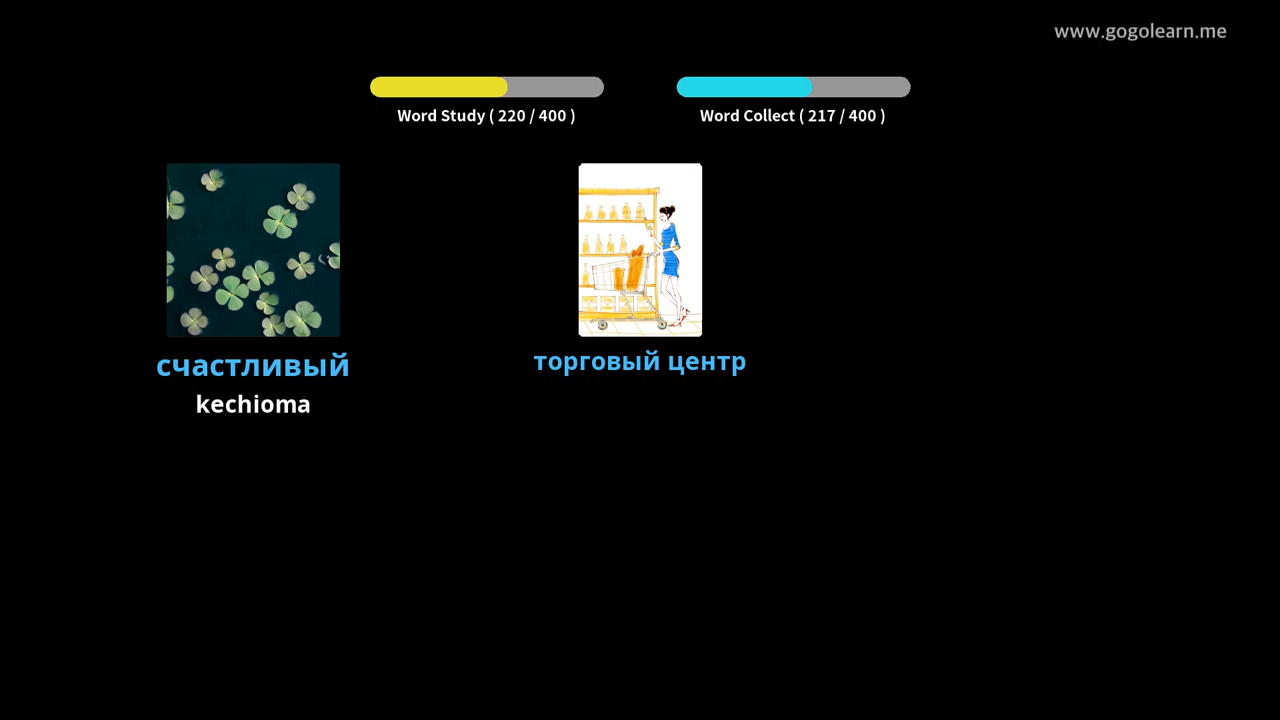 www.gogolearn.me
Word Study ( 220 / 400 )
Word Collect ( 217 / 400 )
счастливый
kechioma
торговый центр